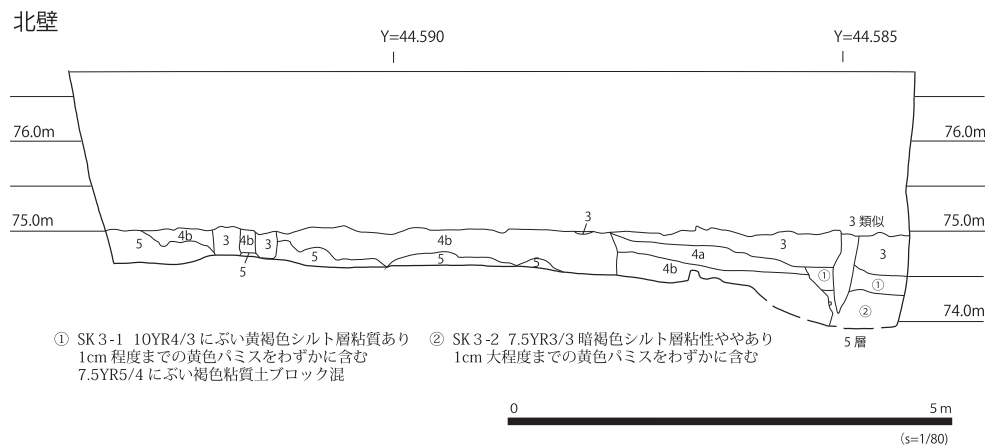 北壁
Y=44.590
Y=44.585
76.0m
76.0m
75.0m
75.0m
3
3 類似
5
4b
3
4b
3
4b
3
3
5
5
4a
5
5
4b
①
①
②
74.0m
5 層
① SK３-1 10YR4/3 にぶい黄褐色シルト層粘質あり
1cm 程度までの黄色パミスをわずかに含む
7.5YR5/4 にぶい褐色粘質土ブロック混
② SK３-2 7.5YR3/3 暗褐色シルト層粘性ややあり
1cm 大程度までの黄色パミスをわずかに含む
0
5 m
(s=1/80)